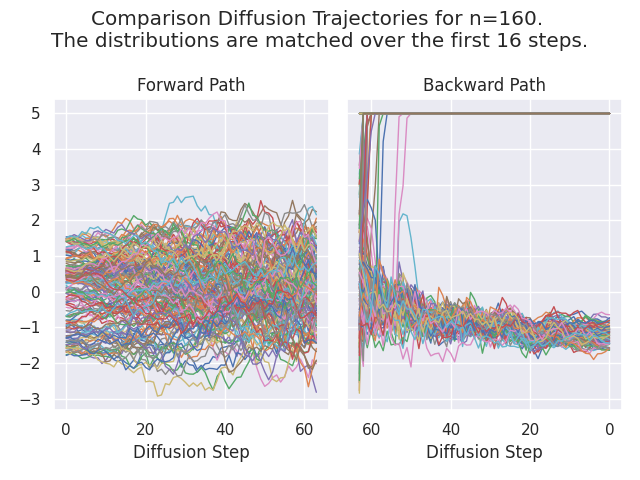 Comparison Diffusion Trajectories for n=160.
The distributions are matched over the first 16 steps.
Forward Path
Backward Path
5
4
3
2
1
0
−1
−2
−3
0 20 40 60
60 40 20 0
Diffusion Step
Diffusion Step